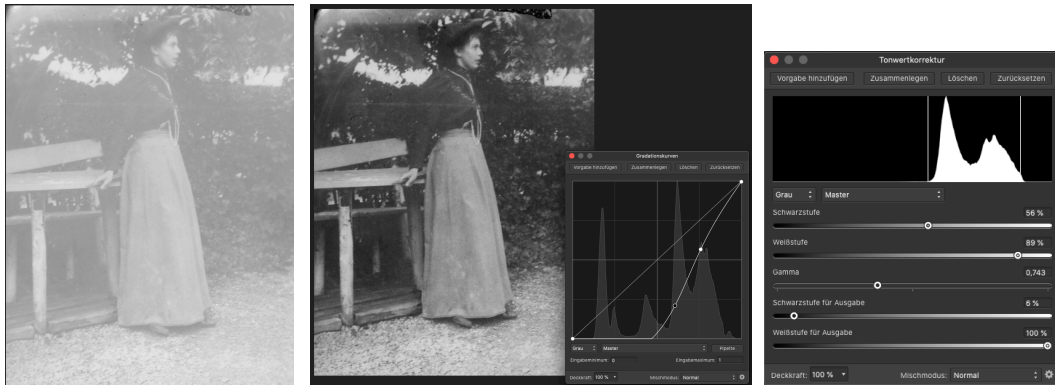 Gradationskurven
Vorgabe hinzufügen Zusammenlegen Löschen Zurücksetzen
Grau Master Pipette
Eingabeminimum: 0 Eingabemaximum: 1
Deckkraft: 100 % Mischmodus: Normal
Tonwertkorrektur
Vorgabe hinzufügen Zusammenlegen Löschen Zurücksetzen
Grau Master
Schwarzstufe 56 %
Weißstufe 89 %
Gamma 0,743
Schwarzstufe für Ausgabe 6 %
Weißstufe für Ausgabe 100 %
Deckkraft: 100 % Mischmodus: Normal